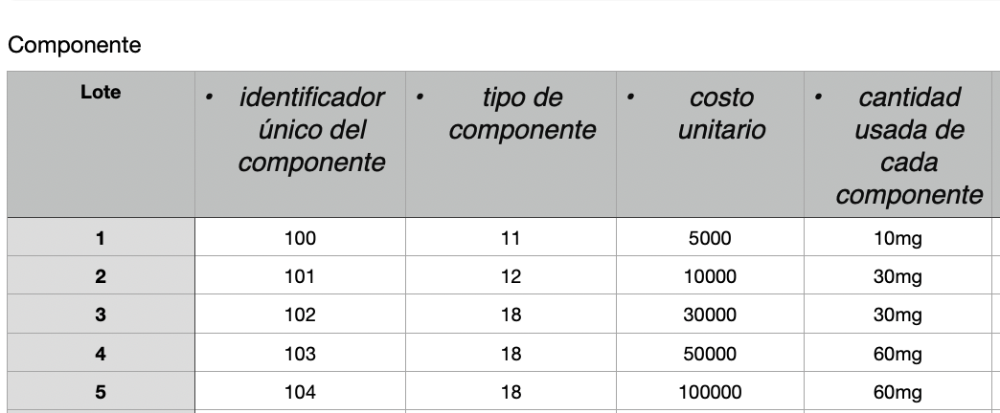 Componente
Lote • identificador único del componente • tipo de componente • costo unitario • cantidad usada de cada componente
1 100 11 5000 10mg
2 101 12 10000 30mg
3 102 18 30000 30mg
4 103 18 50000 60mg
5 104 18 100000 60mg